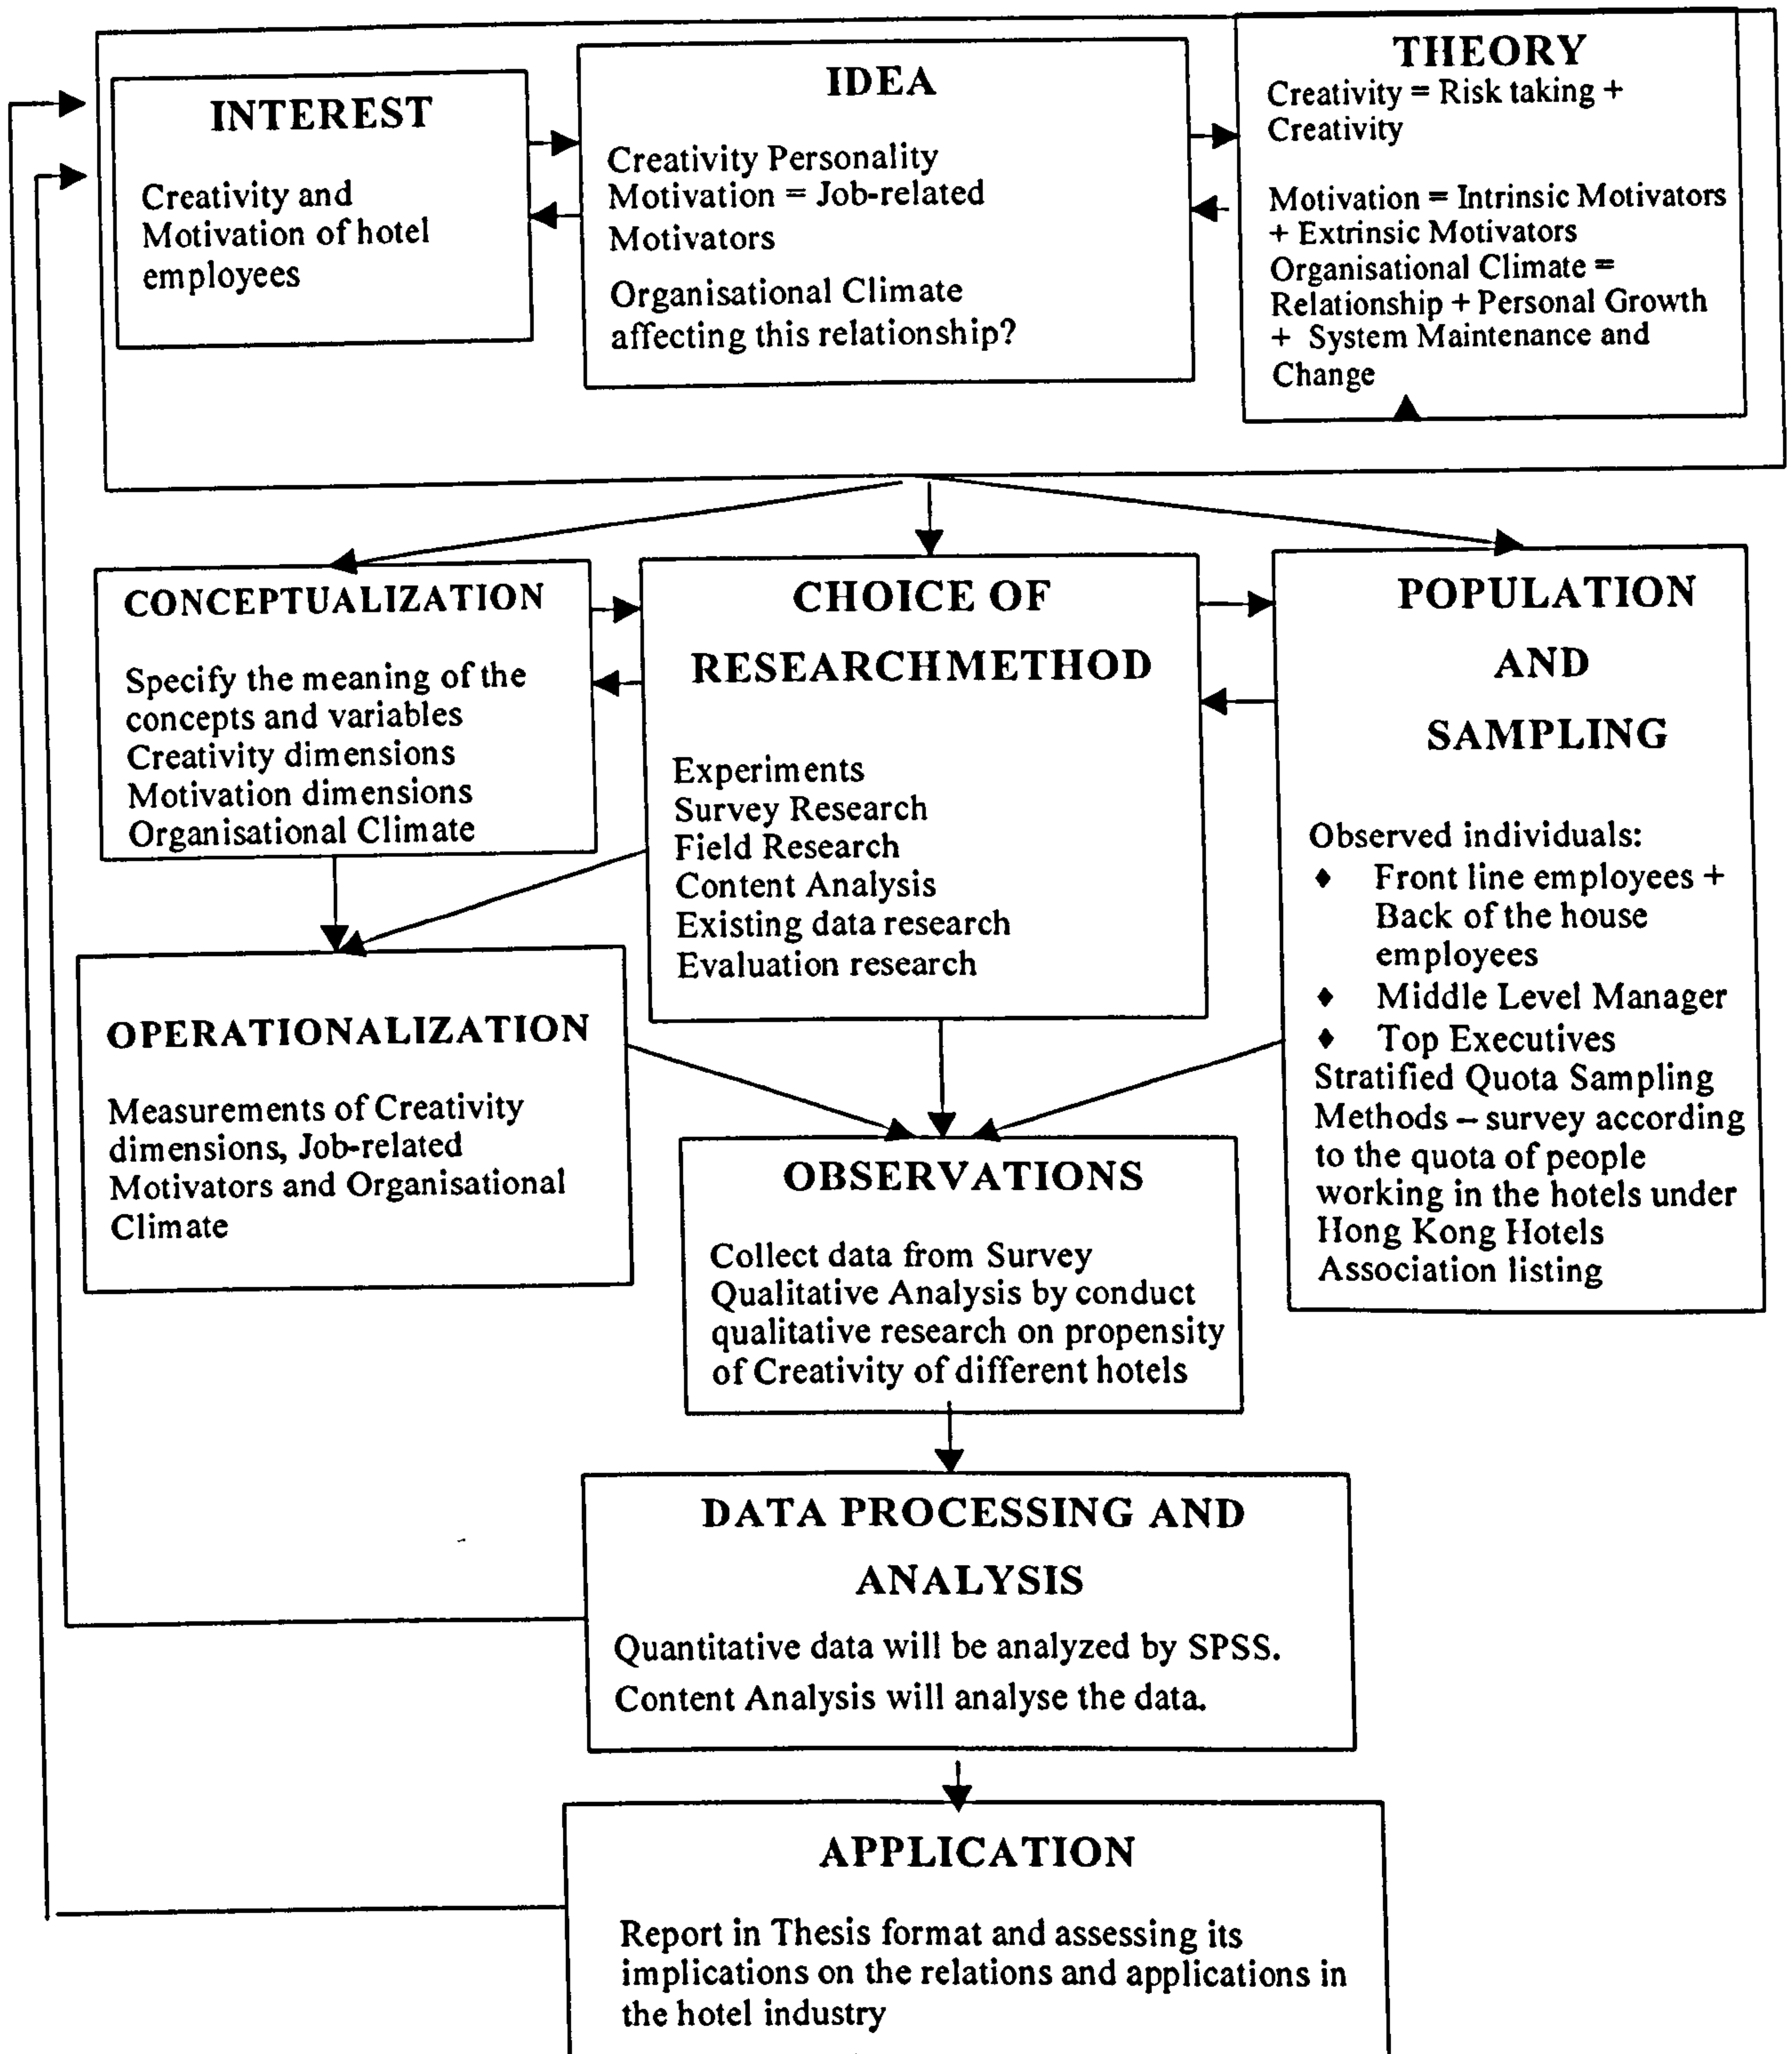 INTEREST
Creativity and
Motivation of hotel
employees
IDEA
Creativity Personality
Motivation = Job-related
Motivators
Organisational Climate
affecting this relationship?
THEORY
Creativity = Risk taking +
Creativity
Motivation = Intrinsic Motivators
+ Extrinsic Motivators
Organisational Climate =
Relationship + Personal Growth
+ System Maintenance and
Change
CONCEPTUALIZATION
Specify the meaning of the
concepts and variables
Creativity dimensions
Motivation dimensions
Organisational Climate
CHOICE OF
RESEARCHMETHOD
Experiments
Survey Research
Field Research
Content Analysis
Existing data research
Evaluation research
POPULATION
AND
SAMPLING
Observed individuals:
♦ Front line employees +
Back of the house
employees
♦ Middle Level Manager
♦ Top Executives
Stratified Quota Sampling
Methods – survey according
to the quota of people
working in the hotels under
Hong Kong Hotels
Association listing
OPERATIONALIZATION
Measurements of Creativity
dimensions, Job-related
Motivators and Organisational
Climate
OBSERVATIONS
Collect data from Survey
Qualitative Analysis by conduct
qualitative research on propensity
of Creativity of different hotels
DATA PROCESSING AND
ANALYSIS
Quantitative data will be analyzed by SPSS.
Content Analysis will analyse the data.
APPLICATION
Report in Thesis format and assessing its
implications on the relations and applications in
the hotel industry